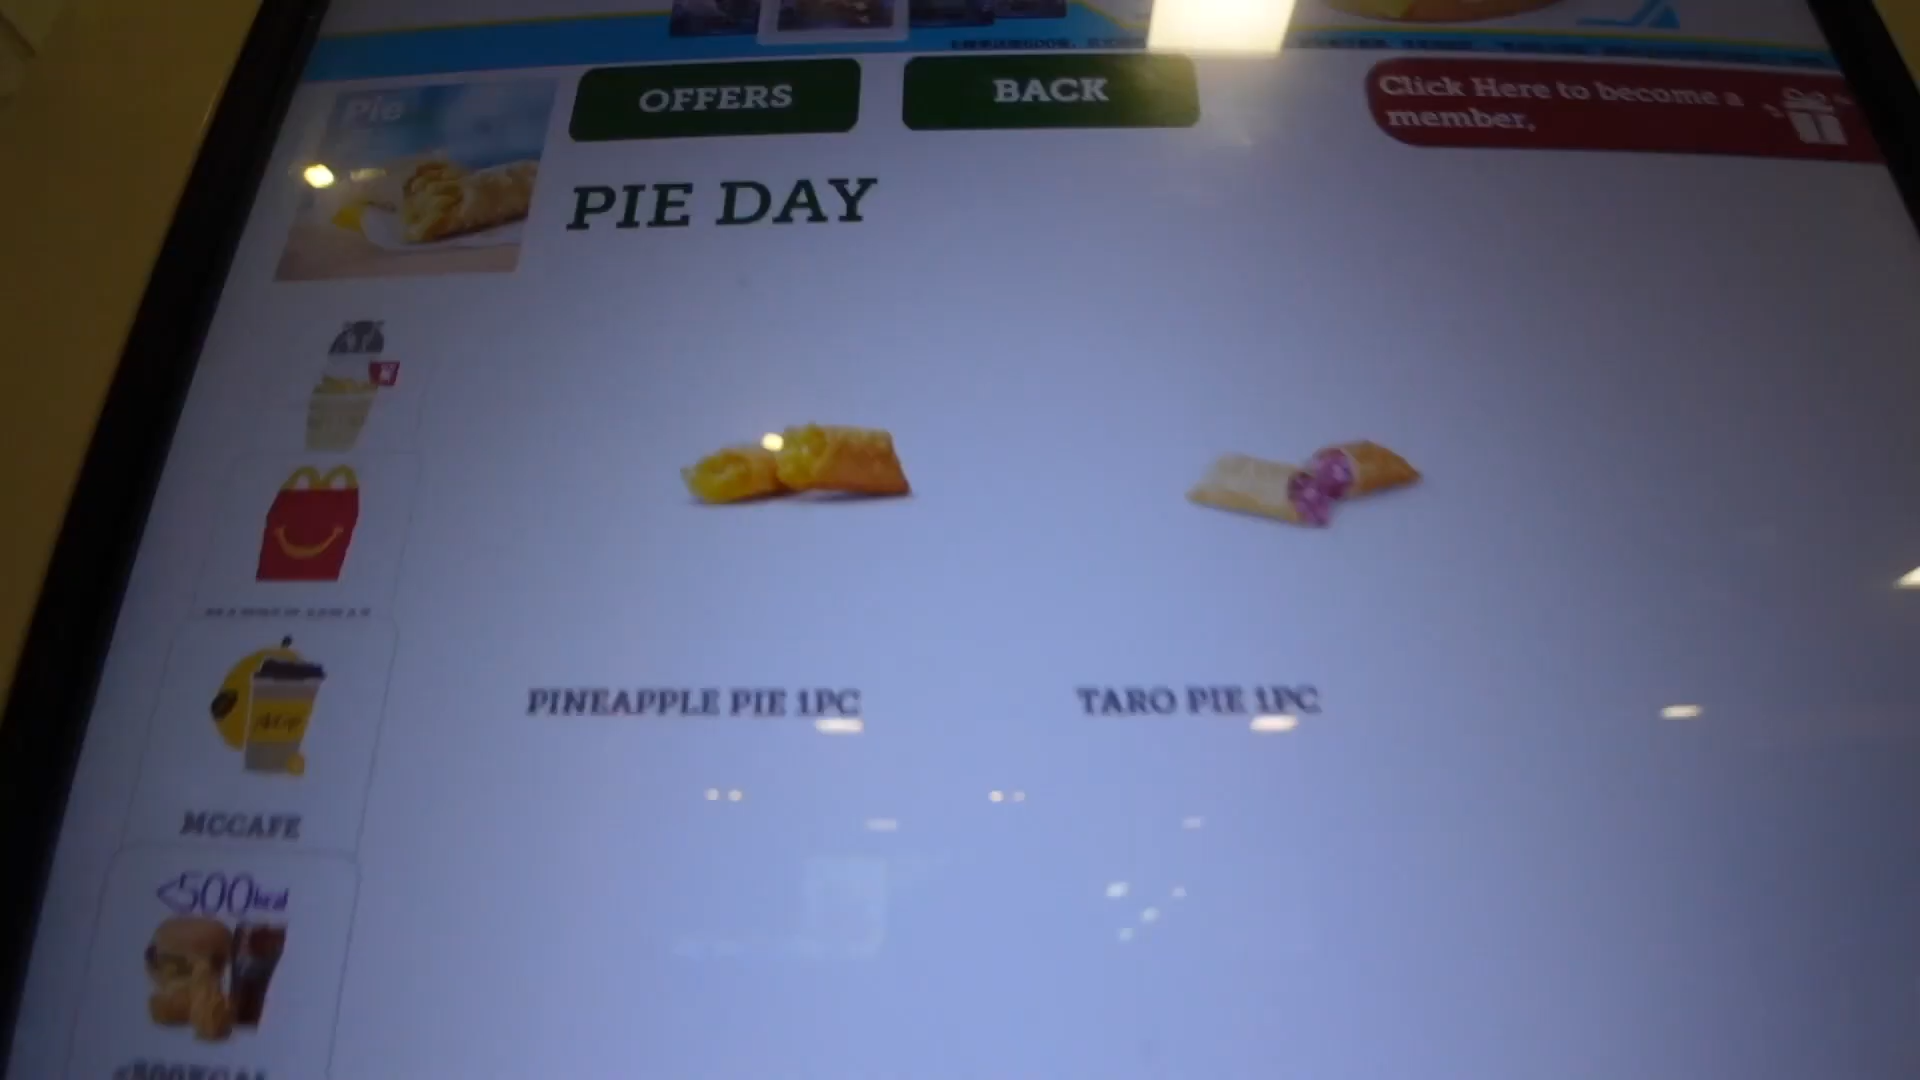 Pie
OFFERS
BACK
Click Here to become a
member,
PIE DAY
PINEAPPLE PIE 1PC
TARO PIE 1PC
MCCAFE
<500kcal